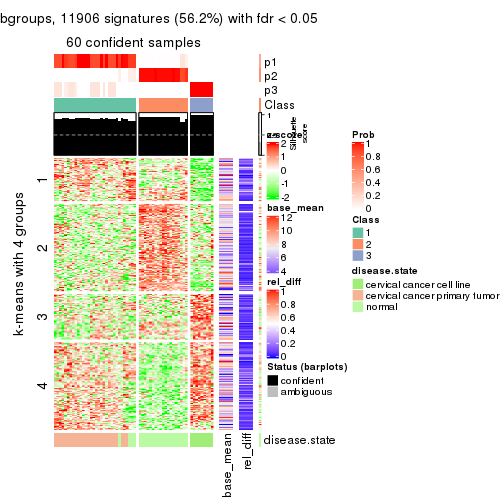 bgroups, 11906 signatures (56.2%) with fdr < 0.05
60 confident samples
p1
p2
p3
Class
1
Silhouette
score
k-means with 4 groups
1
2
3
4
z-score
2
1
0
-1
-2
base_mean
12
10
8
6
4
rel_diff
1
0.8
0.6
0.4
0.2
0
Status (barplots)
confident
ambiguous
Prob
1
0.8
0.6
0.4
0.2
0
Class
1
2
3
disease.state
cervical cancer cell line
cervical cancer primary tumor
normal
disease.state
base_mean
rel_diff